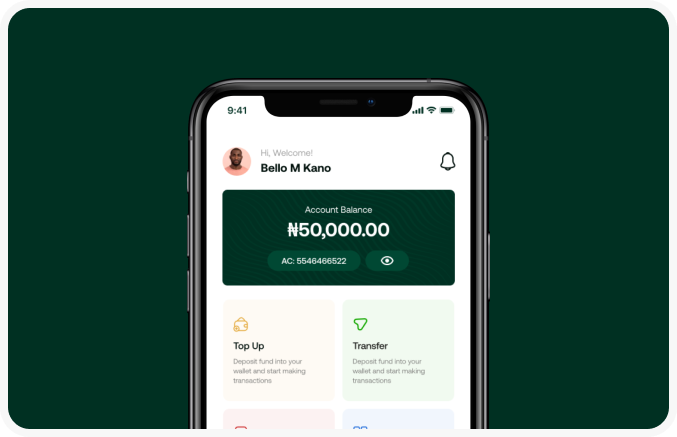 9:41
Hi, Welcome!
Bello M Kano
Account Balance
₦50,000.00
AC: 5546466522
Top Up
Deposit fund into your
wallet and start making
transactions
Transfer
Deposit fund into your
wallet and start making
transactions